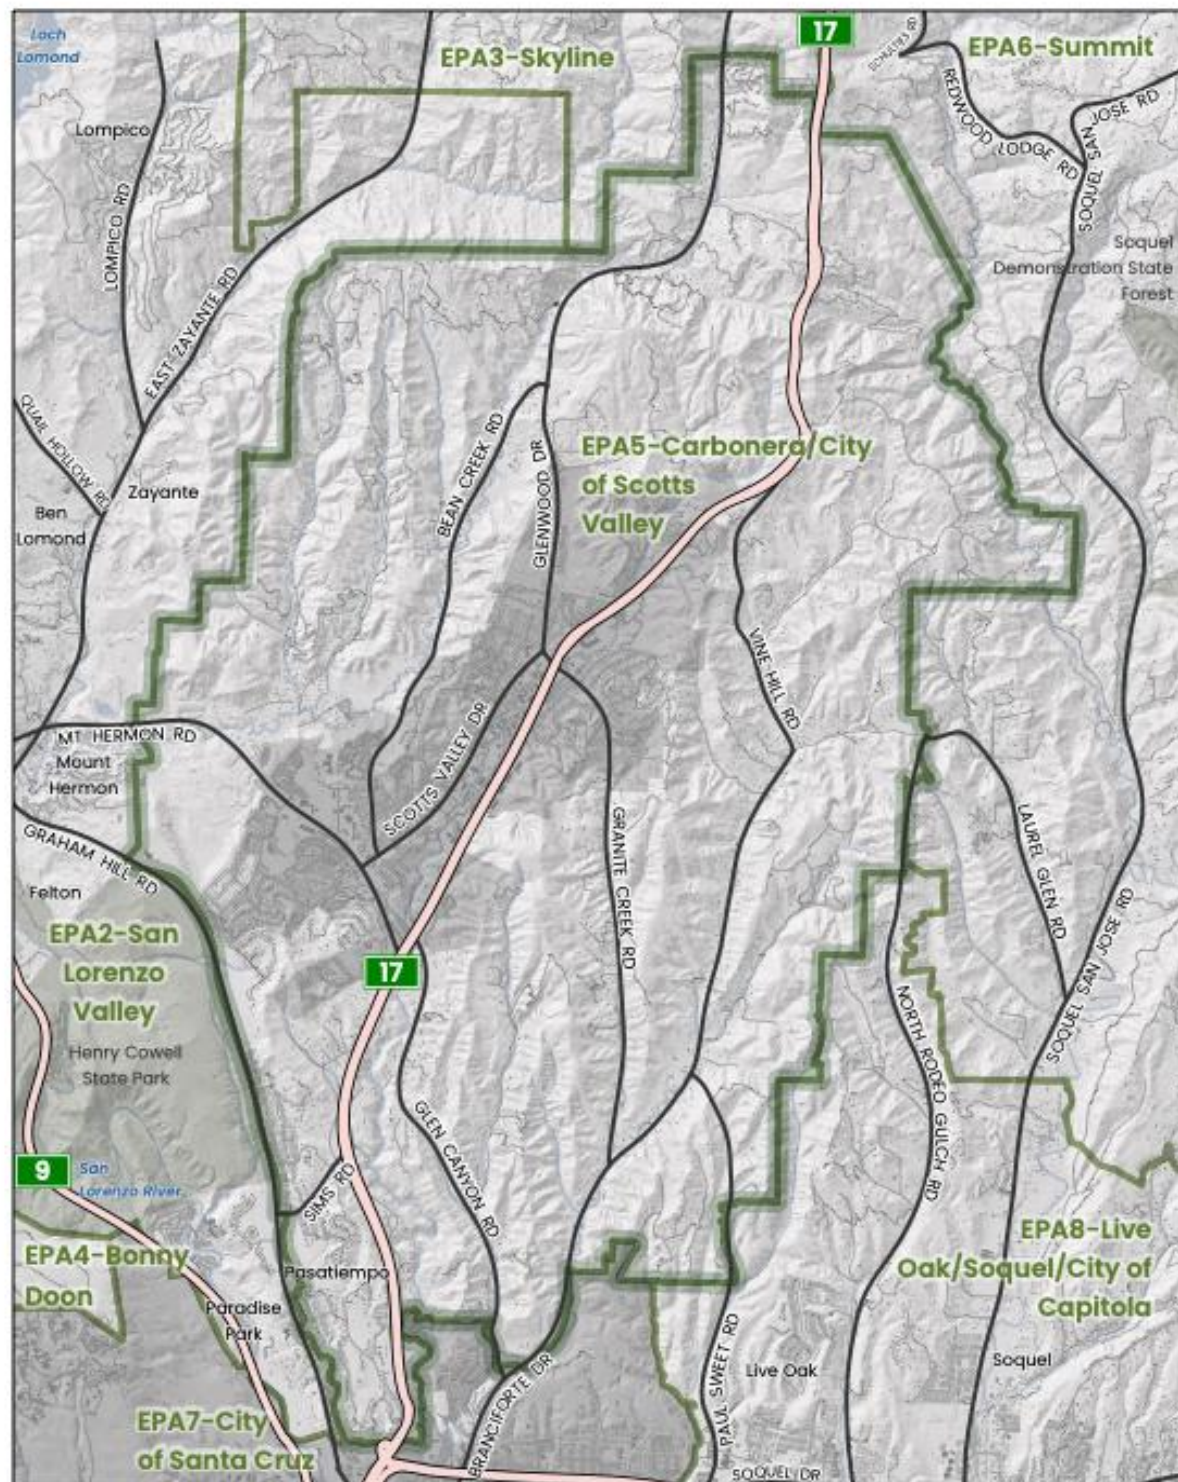 Loch
Lomond
EPA3-Skyline
17
SCHULTIES RD
EPA6-Summit
REDWOOD LODGE RD
SOQUEL SAN JOSE RD
Lompico
LOMPICO RD
Soquel
Demonstration State
Forest
EAST ZAYANTE RD
QUAIL HOLLOW RD
Zayante
Ben
Lomond
BEAN CREEK RD
GLENWOOD DR
EPA5-Carbonera/City
of Scotts
Valley
VINE HILL RD
MT HERMON RD
Mount
Hermon
SCOTTS VALLEY DR
GRANITE CREEK RD
LAUREL GLEN RD
GRAHAM HILL RD
Felton
EPA2-San
Lorenzo
Valley
17
Henry Cowell
State Park
SOQUEL SAN JOSE RD
NORTH RODEO GULCH RD
GLEN CANYON RD
9
San
Lorenzo River
SIMS RD
EPA4-Bonny
Doon
Pasatiempo
Paradise
Park
EPA8-Live
Oak/Soquel/City of
Capitola
PAUL SWEET RD
Live Oak
Soquel
BRANCIFORTE DR
EPA7-City
of Santa Cruz
SOQUEL DR